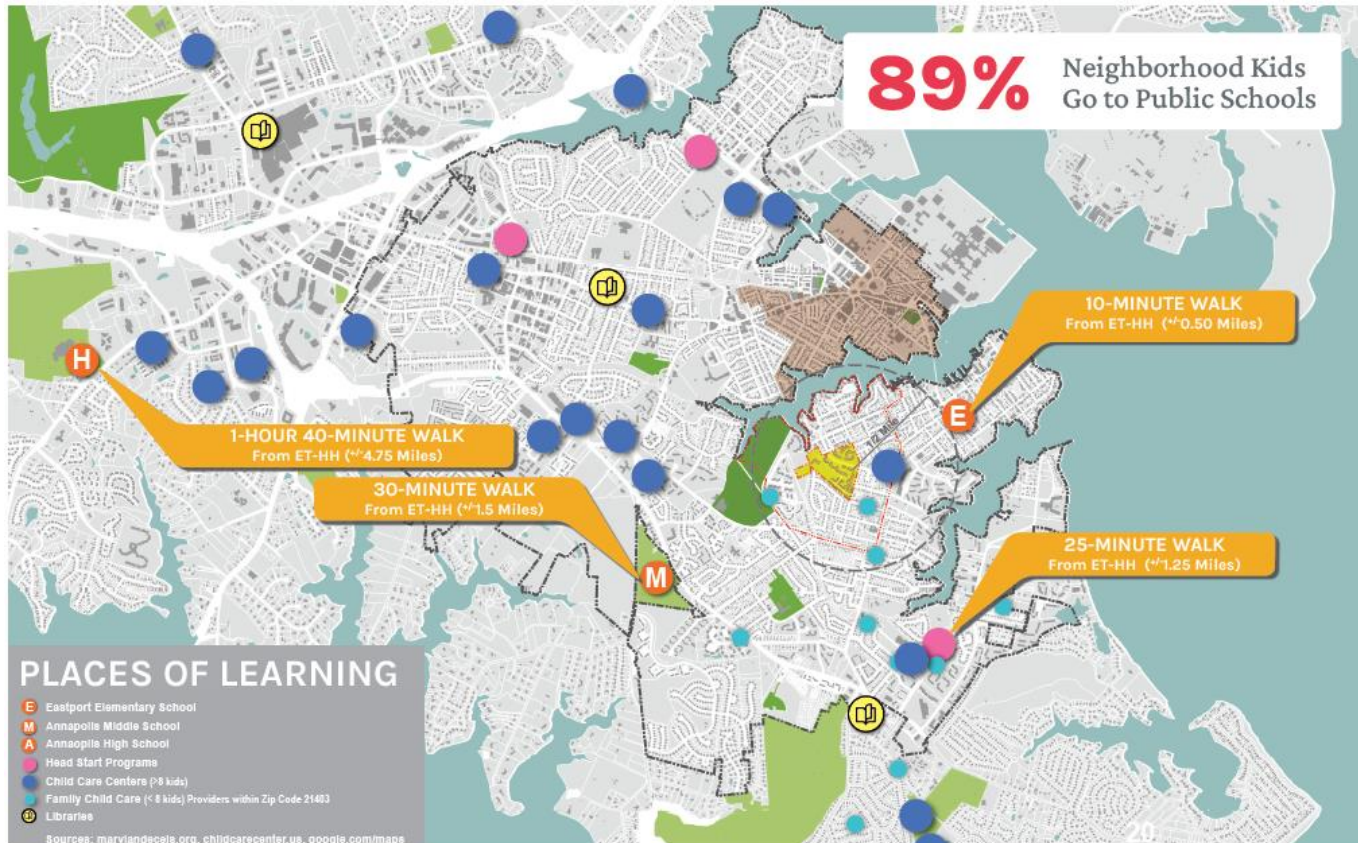 89%
Neighborhood Kids
Go to Public Schools
10-MINUTE WALK
From ET-HH (+/-0.50 Miles)
H
1-HOUR 40-MINUTE WALK
From ET-HH (+/-4.75 Miles)
E
1/2 Mile
30-MINUTE WALK
From ET-HH (+/-1.5 Miles)
M
25-MINUTE WALK
From ET-HH (+/-1.25 Miles)
PLACES OF LEARNING
E Eastport Elementary School
M Annapolis Middle School
A Annaoplis High School
Head Start Programs
Child Care Centers (>8 kids)
Family Child Care (< 8 kids) Providers within Zip Code 21403
Libraries
Sources: marylandecels.org, childcarecenter.us, google.com/maps
20